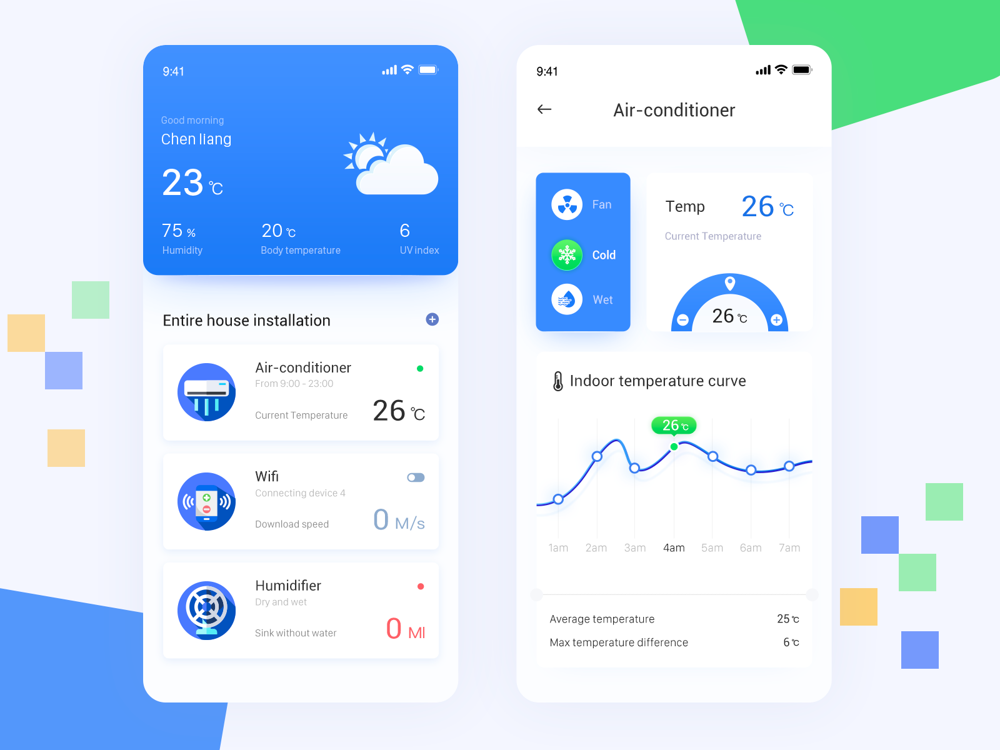 9:41
Good morning
Chen liang
23 ℃
75 %
20 ℃
6
Humidity
Body temperature
UV index
Entire house installation
Air-conditioner
From 9:00 - 23:00
Current Temperature
26 ℃
Wifi
Connecting device 4
Download speed
0 M/s
Humidifier
Dry and wet
Sink without water
0 Ml
9:41
Air-conditioner
Fan
Cold
Wet
Temp
26 ℃
Current Temperature
26 ℃
Indoor temperature curve
26 ℃
1am 2am 3am 4am 5am 6am 7am
Average temperature 25 ℃
Max temperature difference 6 ℃